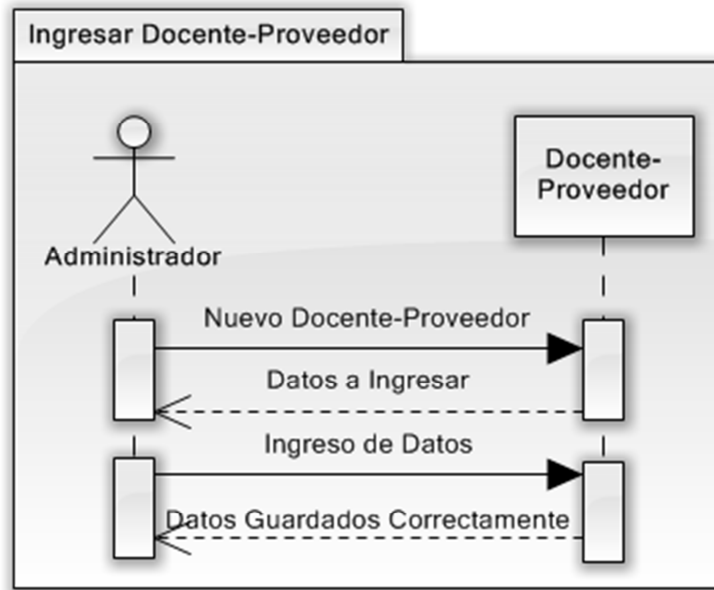 Ingresar Docente-Proveedor
Docente-
Proveedor
Administrador
Nuevo Docente-Proveedor
Datos a Ingresar
Ingreso de Datos
Datos Guardados Correctamente